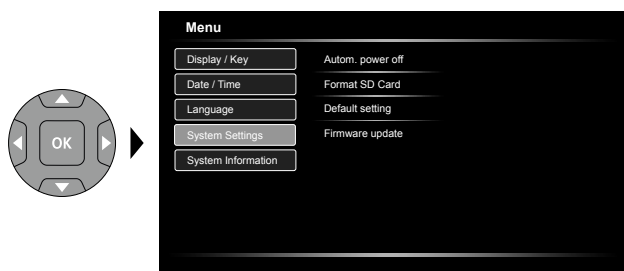 Menu
Display / Key
Autom. power off
Date / Time
Format SD Card
Language
Default setting
System Settings
Firmware update
System Information
OK